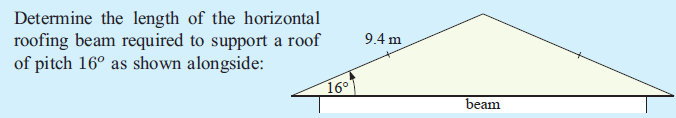 Determine the length of the horizontal
roofing beam required to support a roof
of pitch 16° as shown alongside:
9.4 m
16°
beam